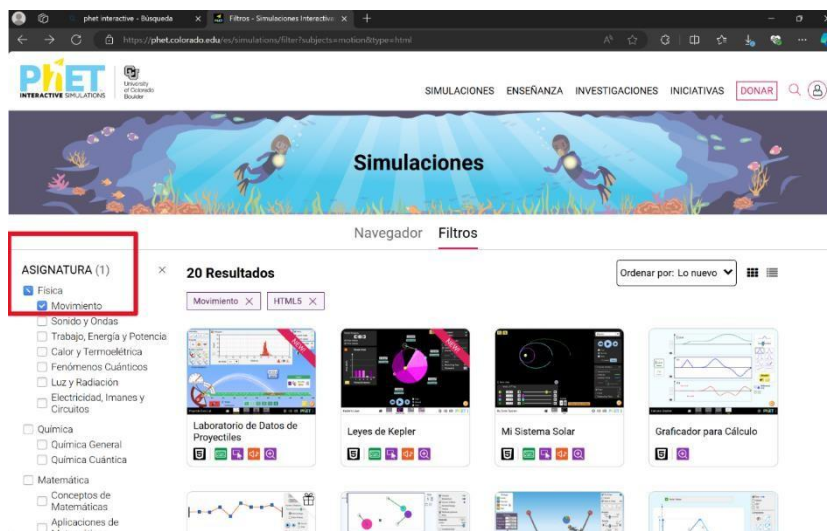 phet interactive - Búsqueda
Filtros - Simulaciones Interactiv
https://phet.colorado.edu/es/simulations/filter?subjects=motion&type=html
PhET
INTERACTIVE SIMULATIONS
University
of Colorado
Boulder
SIMULACIONES ENSEÑANZA INVESTIGACIONES INICIATIVAS DONAR
Simulaciones
Navegador Filtros
ASIGNATURA (1)
Física
Movimiento
Sonido y Ondas
Trabajo, Energía y Potencia
Calor y Termoelétrica
Fenómenos Cuánticos
Luz y Radiación
Electricidad, Imanes y
Circuitos
Química
Química General
Química Cuántica
Matemática
Conceptos de
Matemáticas
Aplicaciones de
20 Resultados
Ordenar por: Lo nuevo
Movimiento
HTML5
NEW!
NEW!
Laboratorio de Datos de
Proyectiles
Leyes de Kepler
Mi Sistema Solar
Graficador para Cálculo